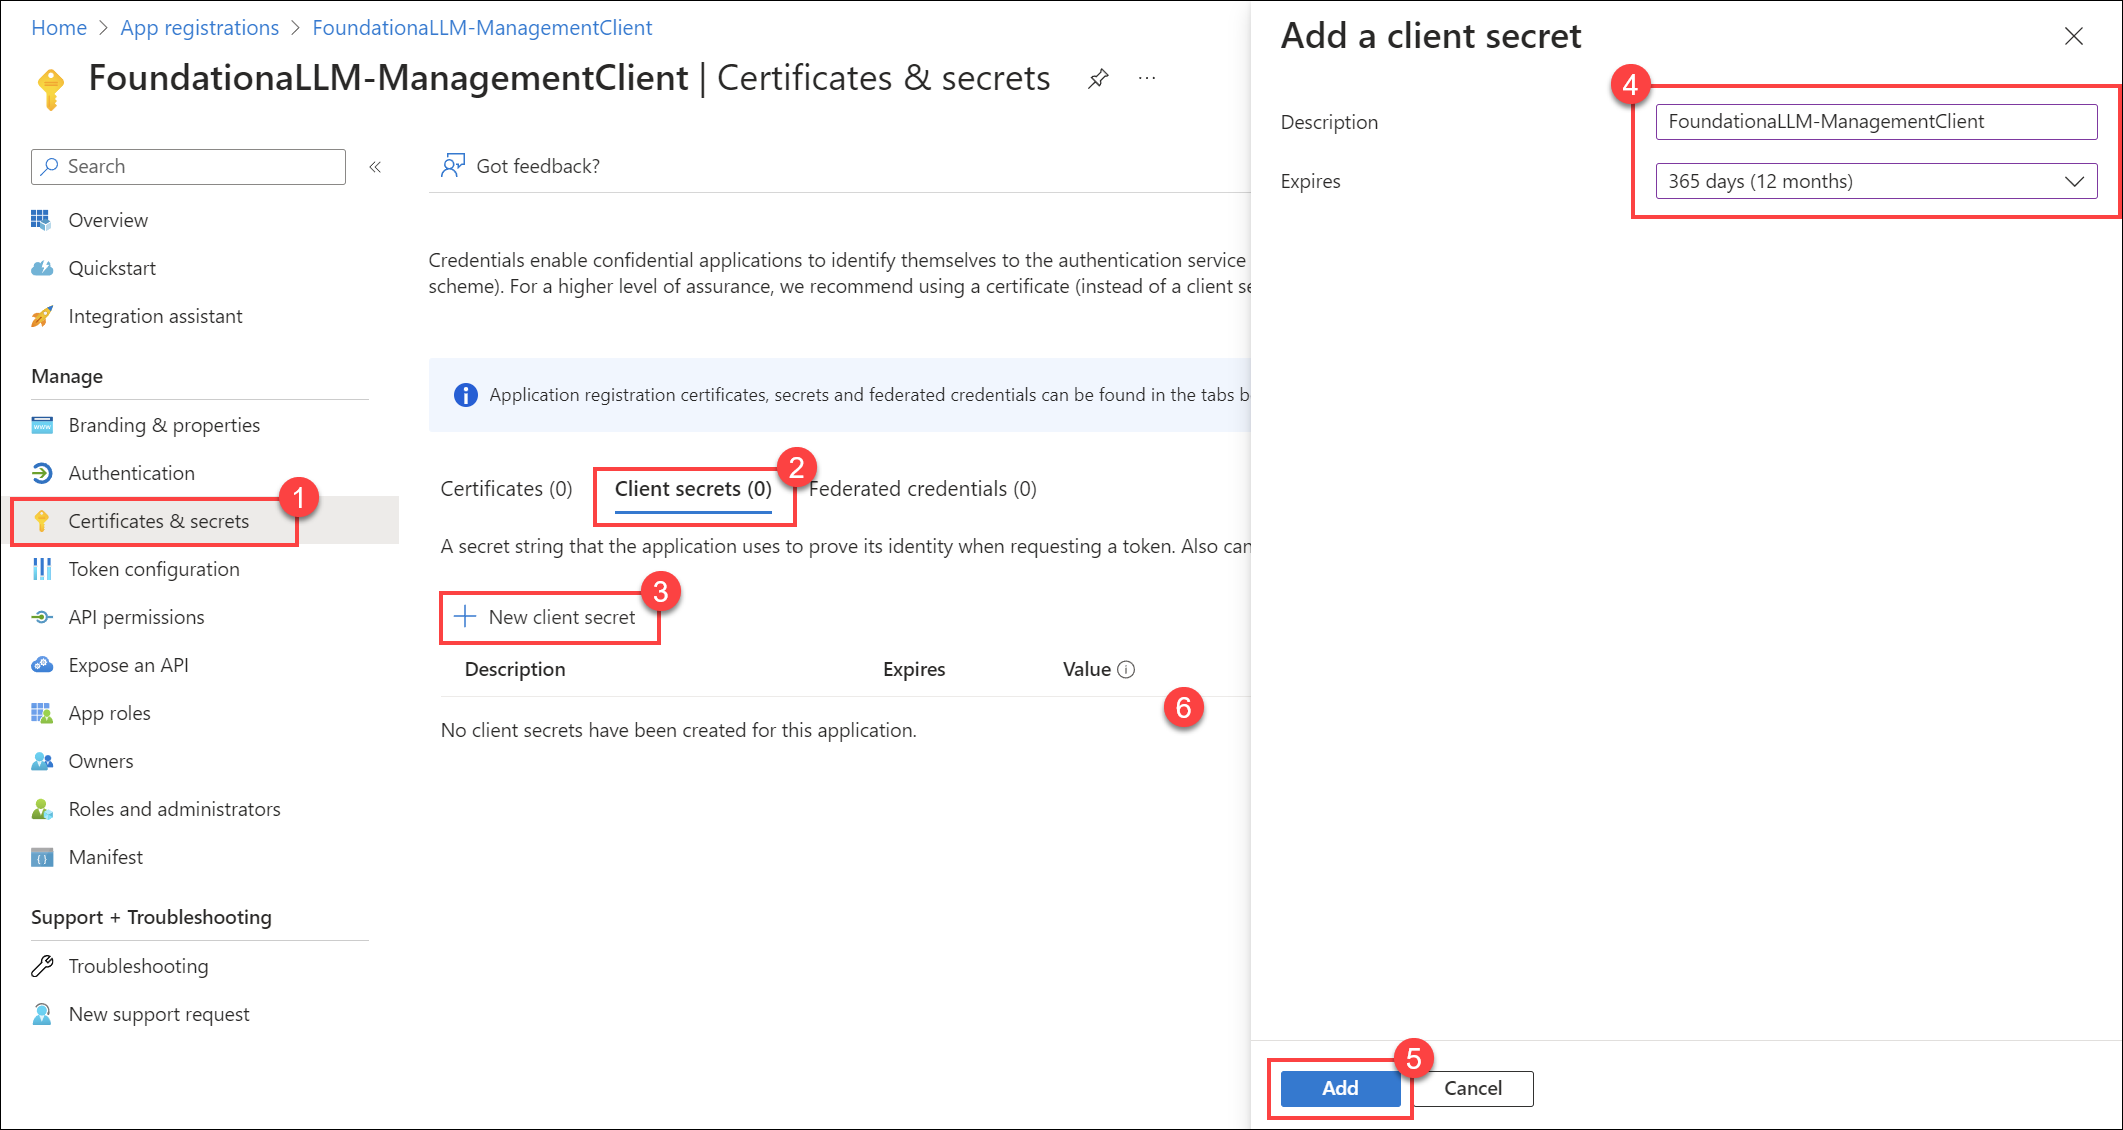 Home > App registrations > FoundationaLLM-ManagementClient
FoundationaLLM-ManagementClient | Certificates & secrets
Search
Overview
Quickstart
Integration assistant
Manage
Branding & properties
Authentication
1
Certificates & secrets
Token configuration
API permissions
Expose an API
App roles
Owners
Roles and administrators
Manifest
Support + Troubleshooting
Troubleshooting
New support request
Got feedback?
Credentials enable confidential applications to identify themselves to the authentication service
scheme). For a higher level of assurance, we recommend using a certificate (instead of a client se
Application registration certificates, secrets and federated credentials can be found in the tabs b
2
Certificates (0) Client secrets (0) Federated credentials (0)
A secret string that the application uses to prove its identity when requesting a token. Also can
3
New client secret
Description Expires Value
6
No client secrets have been created for this application.
Add a client secret
4
Description FoundationaLLM-ManagementClient
Expires 365 days (12 months)
5
Add Cancel